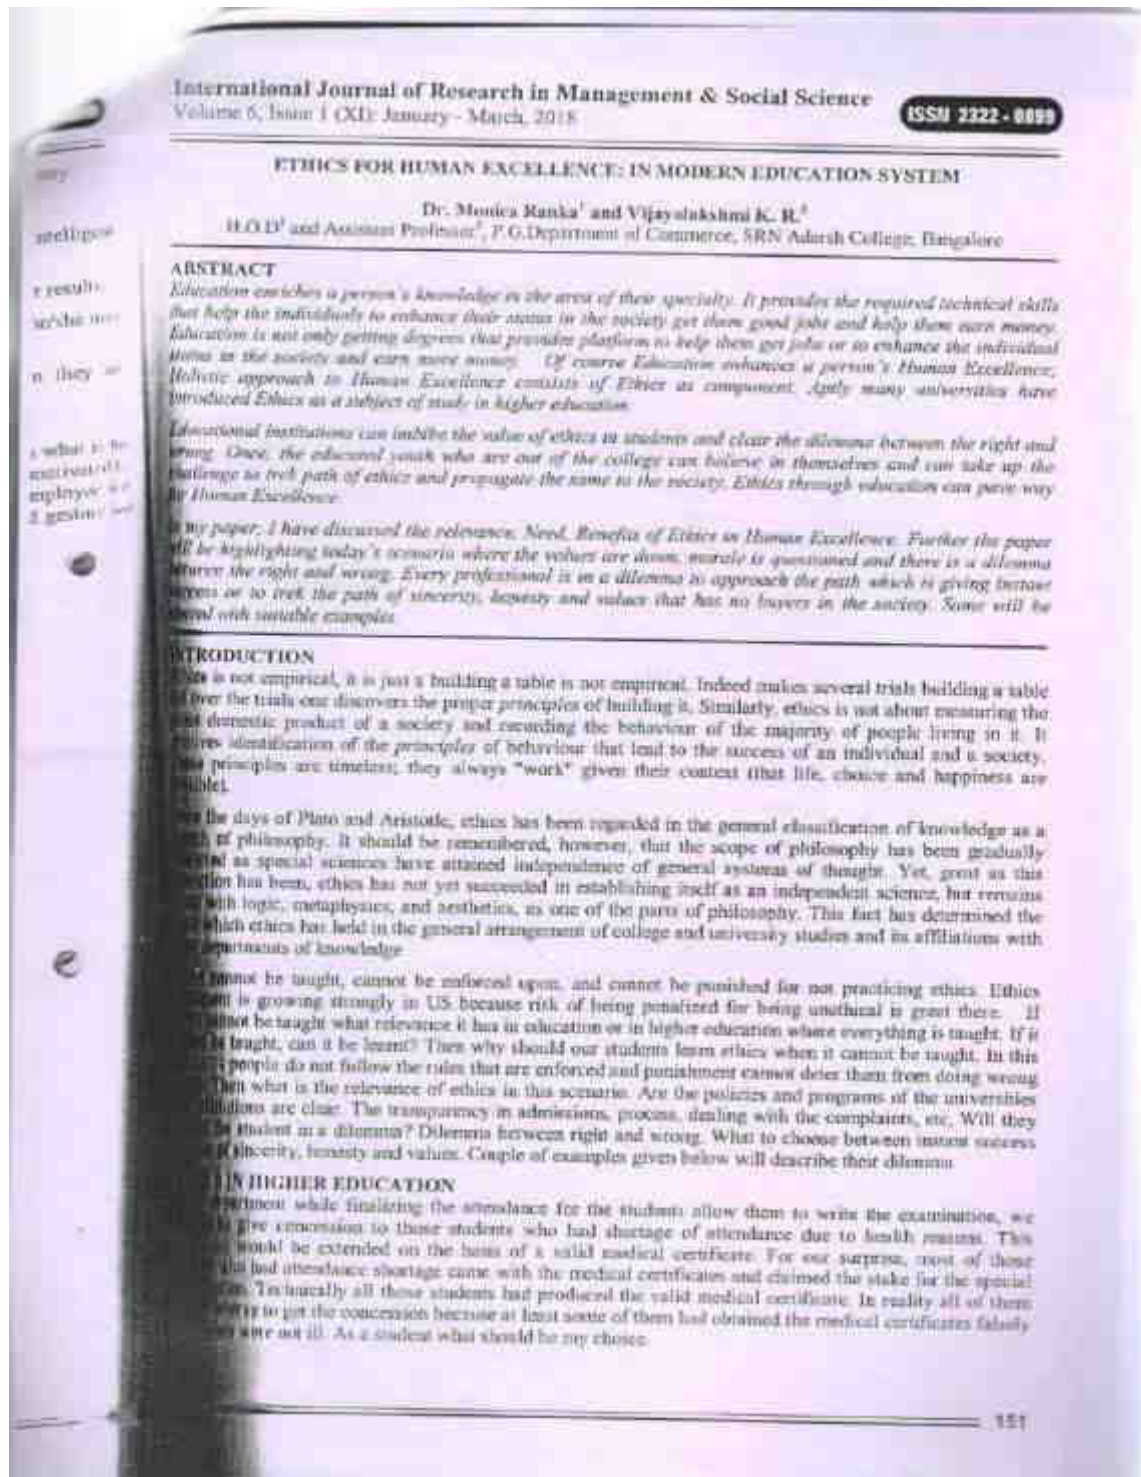 International Journal of Research in Management & Social Science
Volume 6, Issue 1 (XI): January - March, 2018
ISSN 2322 - 0899
ETHICS FOR HUMAN EXCELLENCE: IN MODERN EDUCATION SYSTEM
Dr. Monica Ranka1 and Vijayalakshmi K. R.2
H.O.D1 and Assistant Professor2, P.G.Department of Commerce, SRN Adarsh College, Bangalore
ABSTRACT
Education enriches a person's knowledge in the area of their specialty. It provides the required technical skills
that help the individuals to enhance their status in the society get them good jobs and help them earn money.
Education is not only getting degrees that provides platform to help them get jobs or to enhance the individual
status in the society and earn more money. Of course Education enhances a person's Human Excellence,
Holistic approach to Human Excellence consists of Ethics as component. Aptly many universities have
introduced Ethics as a subject of study in higher education.
Educational institutions can imbibe the value of ethics in students and clear the dilemma between the right and
wrong. Once, the educated youth who are out of the college can believe in themselves and can take up the
challenge to trek path of ethics and propagate the same to the society. Ethics through education can pave way
Human Excellence.
my paper, I have discussed the relevance, Need, Benefits of Ethics in Human Excellence. Further the paper
be highlighting today's scenario where the values are down, morale is questioned and there is a dilemma
the right and wrong. Every professional is in a dilemma to approach the path which is giving instant
or to trek the path of sincerity, honesty and values that has no buyers in the society. Same will be
with suitable examples.
INTRODUCTION
is not empirical, it is just a building a table is not empirical. Indeed makes several trials building a table
over the trials one discovers the proper principles of building it. Similarly, ethics is not about measuring the
domestic product of a society and recording the behaviour of the majority of people living in it. It
identification of the principles of behaviour that lead to the success of an individual and a society.
principles are timeless; they always "work" given their context (that life, choice and happiness are
the days of Plato and Aristotle, ethics has been regarded in the general classification of knowledge as a
of philosophy. It should be remembered, however, that the scope of philosophy has been gradually
as special sciences have attained independence of general systems of thought. Yet, great as this
has been, ethics has not yet succeeded in establishing itself as an independent science, but remains
with logic, metaphysics, and aesthetics, as one of the parts of philosophy. This fact has determined the
which ethics has held in the general arrangement of college and university studies and its affiliations with
departments of knowledge
cannot be taught, cannot be enforced upon, and cannot be punished for not practicing ethics. Ethics
is growing strongly in US because risk of being penalized for being unethical is great there. If
cannot be taught what relevance it has in education or in higher education where everything is taught. If it
taught, can it be learnt? Then why should our students learn ethics when it cannot be taught. In this
people do not follow the rules that are enforced and punishment cannot deter them from doing wrong
Then what is the relevance of ethics in this scenario. Are the policies and programs of the universities
are clear. The transparency in admissions, process, dealing with the complaints, etc, Will they
student in a dilemma? Dilemma between right and wrong. What to choose between instant success
sincerity, honesty and values. Couple of examples given below will describe their dilemma
IN HIGHER EDUCATION
while finalizing the attendance for the students allow them to write the examination, we
give concession to those students who had shortage of attendance due to health reasons. This
would be extended on the basis of a valid medical certificate. For our surprise, most of those
had attendance shortage came with the medical certificates and claimed the stake for the special
Technically all those students had produced the valid medical certificate. In reality all of them
to get the concession because at least some of them had obtained the medical certificates falsely
were not ill. As a student what should be my choice.
151